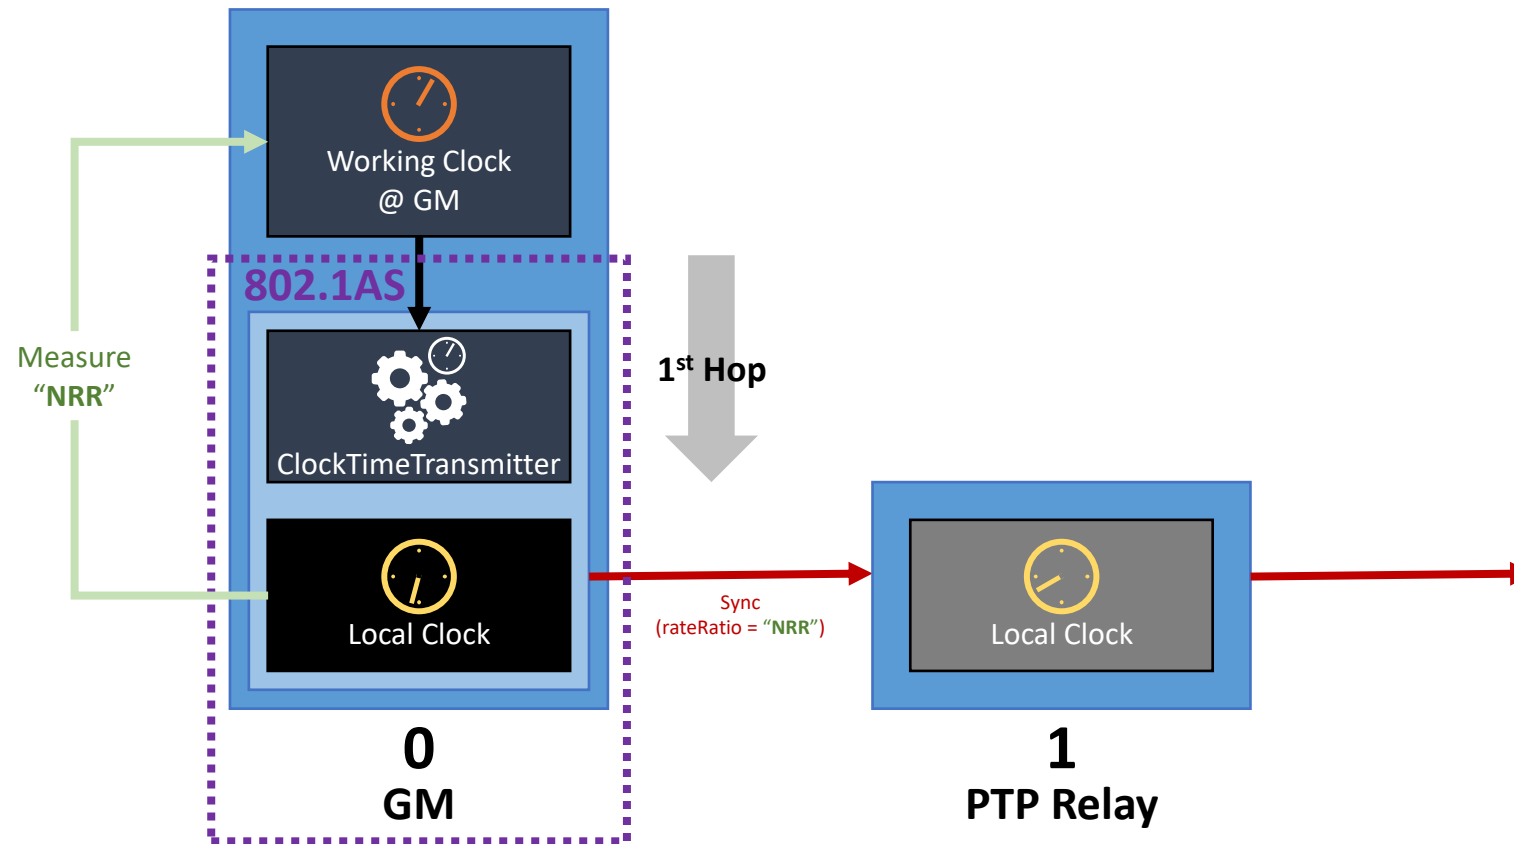 Working Clock
@ GM
802.1AS
Measure
“NRR”
1st Hop
ClockTimeTransmitter
Local Clock
Sync
(rateRatio = “NRR”)
Local Clock
0
GM
1
PTP Relay